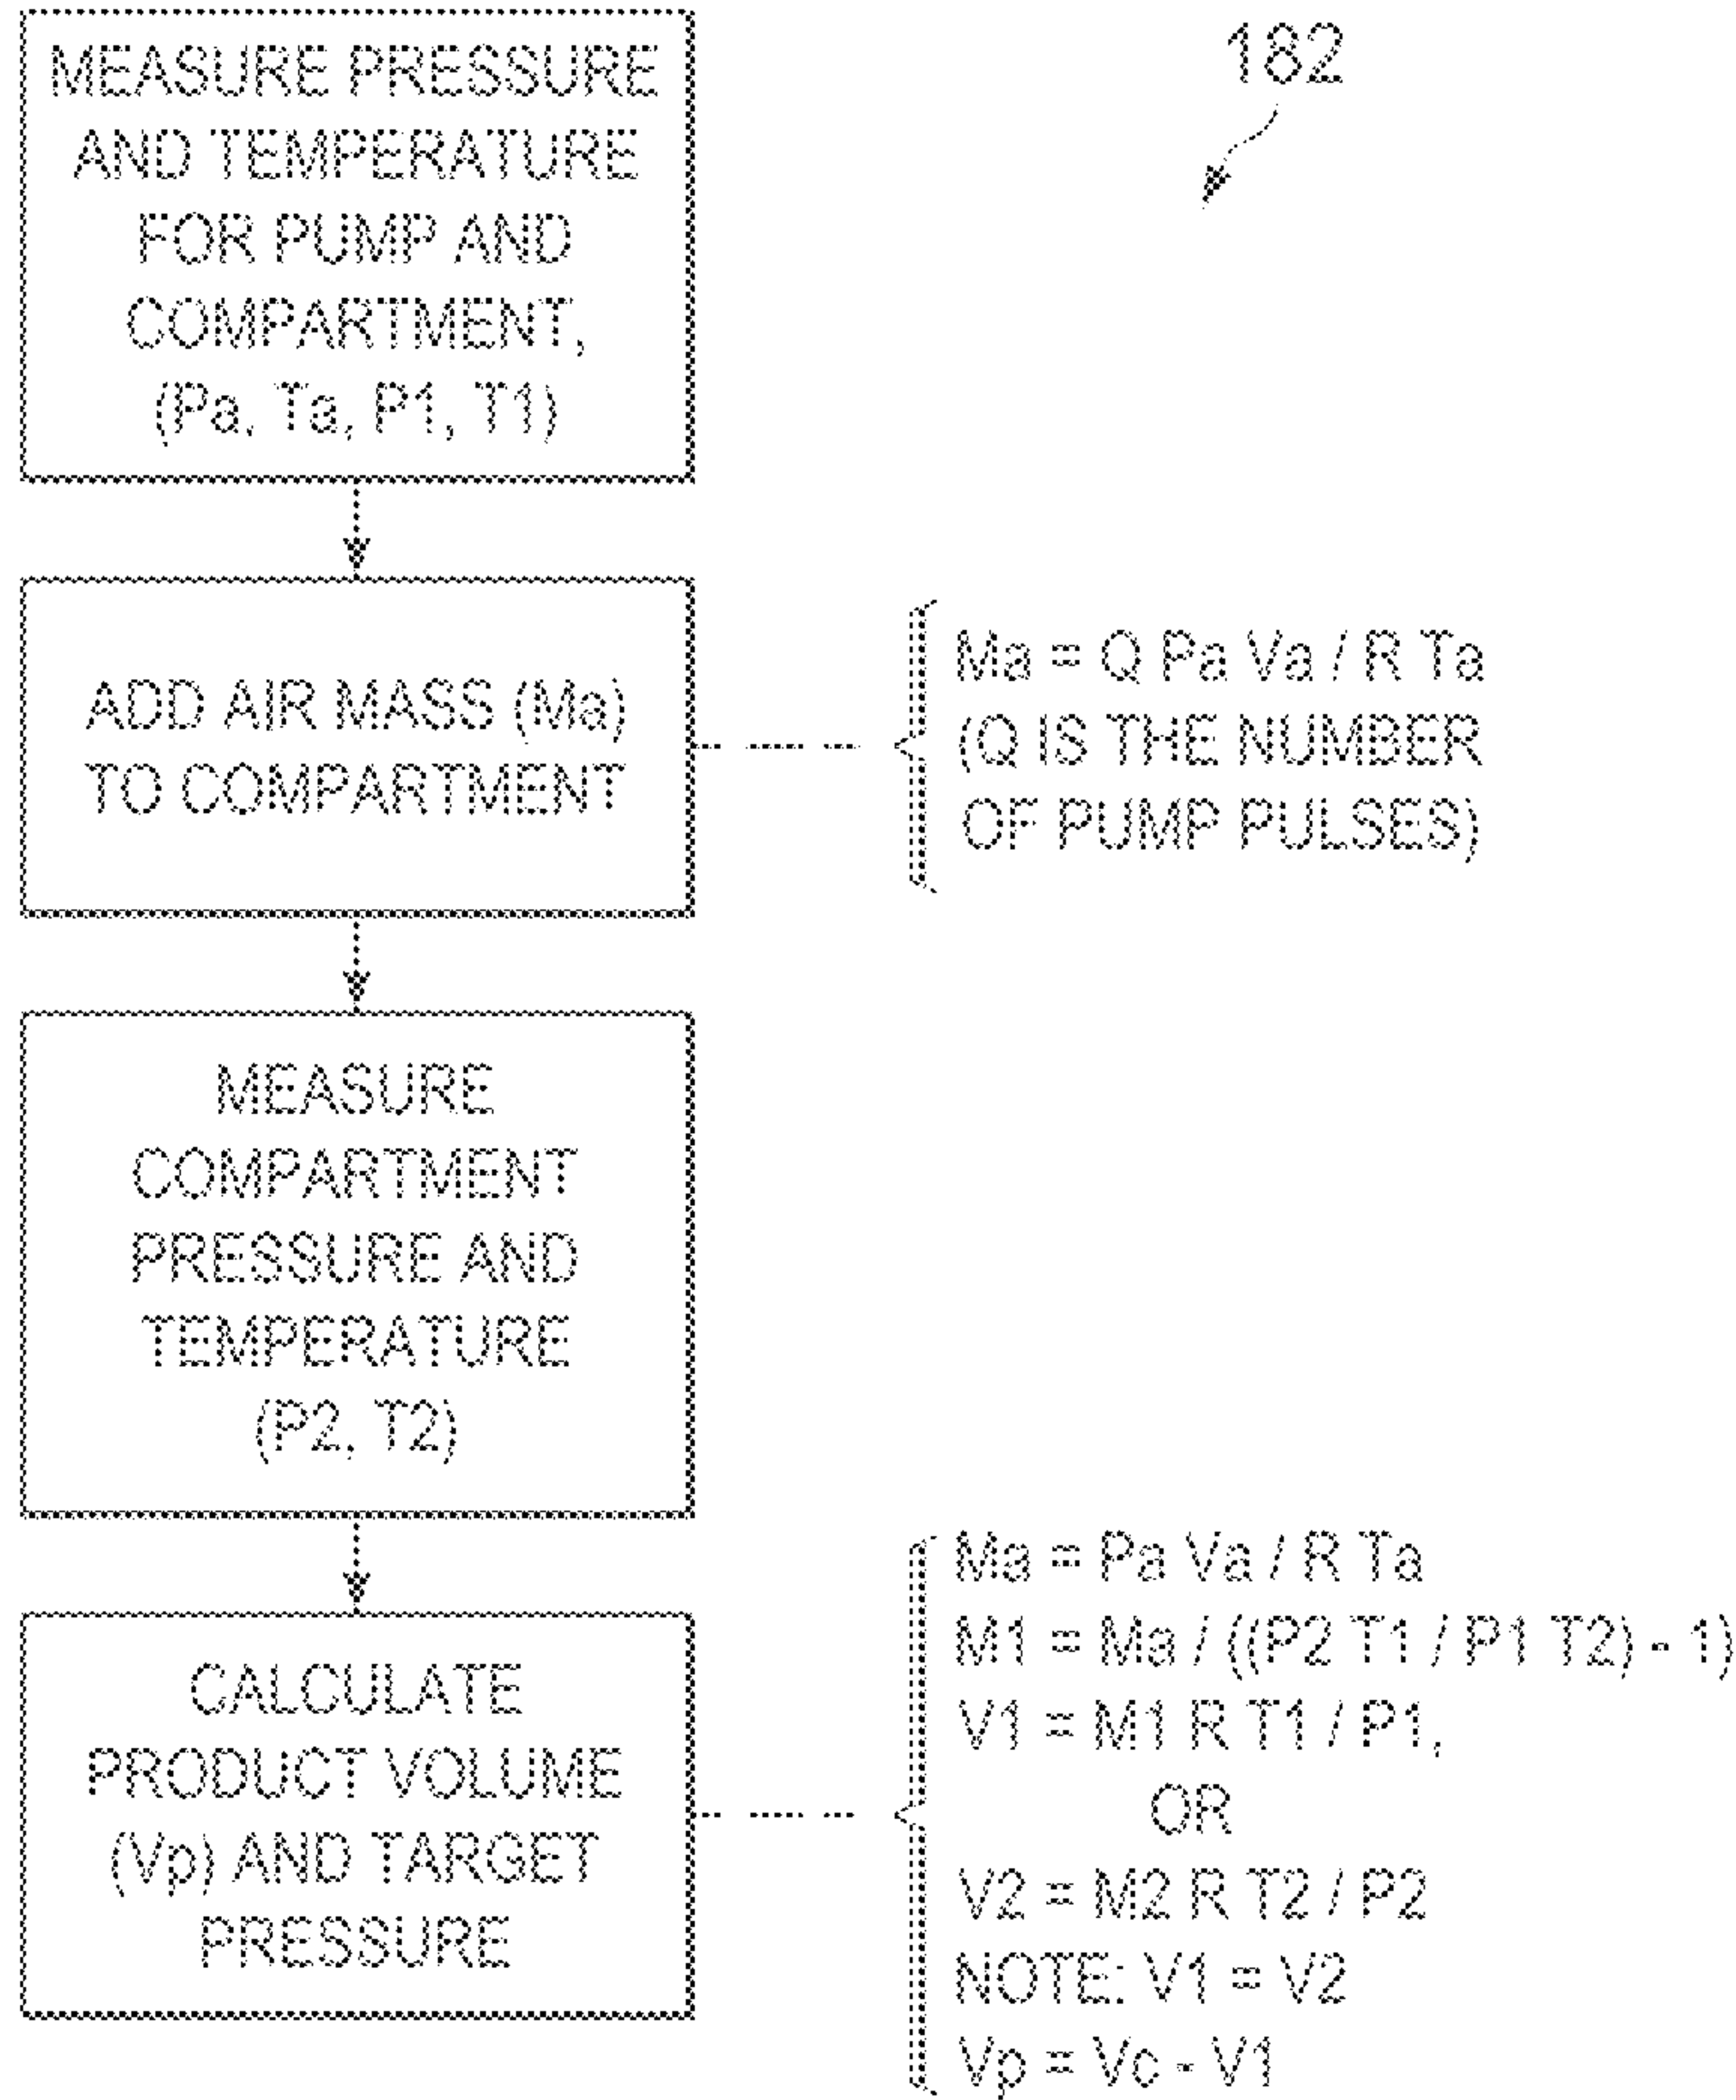 182
MEASURE PRESSURE
AND TEMPERATURE
FOR PUMP AND
COMPARTMENT,
(Pa, Ta, P1, T1)
ADD AIR MASS (Ma)
TO COMPARTMENT
Ma = Q Pa Va / R Ta
(Q IS THE NUMBER
OF PUMP PULSES)
MEASURE
COMPARTMENT
PRESSURE AND
TEMPERATURE
(P2, T2)
CALCULATE
PRODUCT VOLUME
(Vp) AND TARGET
PRESSURE
Ma = Pa Va / R Ta
M1 = Ma / ((P2 T1 / P1 T2) - 1)
V1 = M1 R T1 / P1,
OR
V2 = M2 R T2 / P2
NOTE: V1 = V2
Vp = Vc - V1